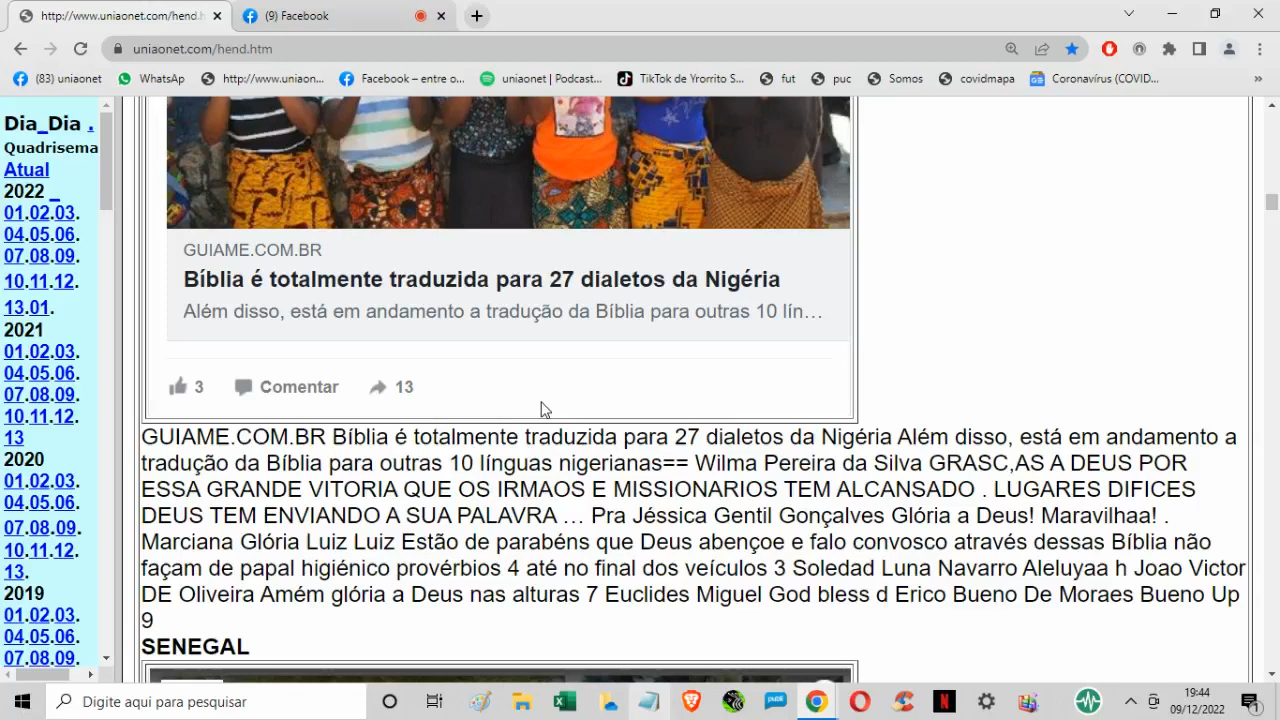 http://www.uniaonet.com/hend.h
(9) Facebook
uniaonet.com/hend.htm
(83) uniaonet
WhatsApp
http://www.uniaon...
Facebook – entre o...
uniaonet | Podcast...
TikTok de Yrorrito S...
fut
puc
Somos
covidmapa
Coronavírus (COVID...
»
Dia_Dia .
Quadrisema
Atual
2022 _
01.02.03.
04.05.06.
07.08.09.
10.11.12.
13.01.
2021
01.02.03.
04.05.06.
07.08.09.
10.11.12.
13
2020
01.02.03.
04.05.06.
07.08.09.
10.11.12.
13.
2019
01.02.03.
04.05.06.
07.08.09.
GUIAME.COM.BR
Bíblia é totalmente traduzida para 27 dialetos da Nigéria
Além disso, está em andamento a tradução da Bíblia para outras 10 lín...
3 Comentar 13
GUIAME.COM.BR Bíblia é totalmente traduzida para 27 dialetos da Nigéria Além disso, está em andamento a
tradução da Bíblia para outras 10 línguas nigerianas== Wilma Pereira da Silva GRASC,AS A DEUS POR
ESSA GRANDE VITORIA QUE OS IRMAOS E MISSIONARIOS TEM ALCANSADO . LUGARES DIFICES
DEUS TEM ENVIANDO A SUA PALAVRA ... Pra Jéssica Gentil Gonçalves Glória a Deus! Maravilhaa! .
Marciana Glória Luiz Luiz Estão de parabéns que Deus abençoe e falo convosco através dessas Bíblia não
façam de papal higiénico provérbios 4 até no final dos veículos 3 Soledad Luna Navarro Aleluyaa h Joao Victor
DE Oliveira Amém glória a Deus nas alturas 7 Euclides Miguel God bless d Erico Bueno De Moraes Bueno Up
9
SENEGAL
Digite aqui para pesquisar
19:44
09/12/2022
1